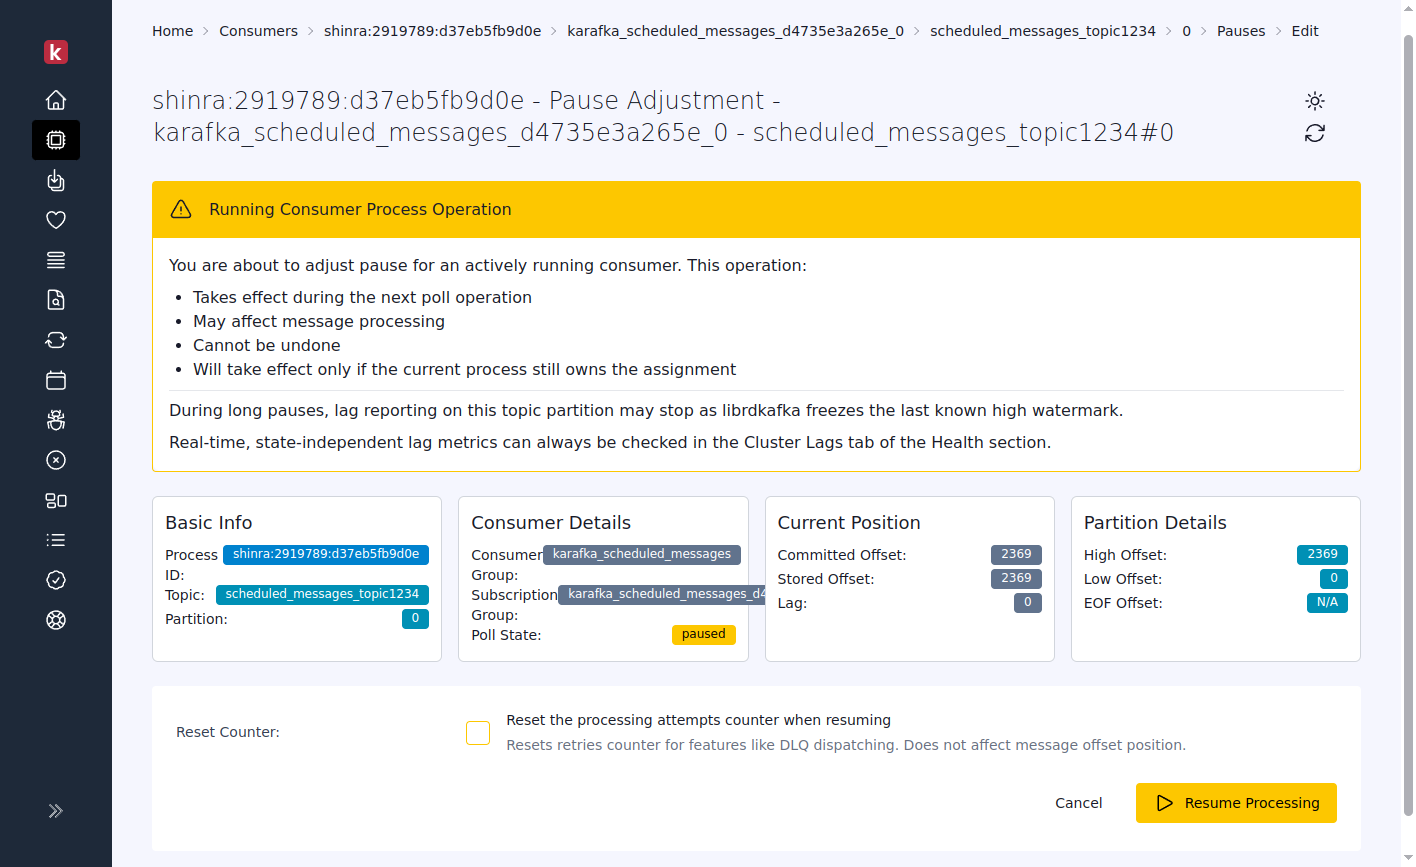 Home > Consumers > shinra:2919789:d37eb5fb9d0e > karafka_scheduled_messages_d4735e3a265e_0 > scheduled_messages_topic1234 > 0 > Pauses > Edit
k
shinra:2919789:d37eb5fb9d0e - Pause Adjustment -
karafka_scheduled_messages_d4735e3a265e_0 - scheduled_messages_topic1234#0
Running Consumer Process Operation
You are about to adjust pause for an actively running consumer. This operation:
• Takes effect during the next poll operation
• May affect message processing
• Cannot be undone
• Will take effect only if the current process still owns the assignment
During long pauses, lag reporting on this topic partition may stop as librdkafka freezes the last known high watermark.
Real-time, state-independent lag metrics can always be checked in the Cluster Lags tab of the Health section.
Basic Info
Process shinra:2919789:d37eb5fb9d0e
ID:
Topic: scheduled_messages_topic1234
Partition: 0
Consumer Details
Consumer karafka_scheduled_messages
Group:
Subscription karafka_scheduled_messages_d4
Group:
Poll State: paused
Current Position
Committed Offset: 2369
Stored Offset: 2369
Lag: 0
Partition Details
High Offset: 2369
Low Offset: 0
EOF Offset: N/A
Reset Counter:
Reset the processing attempts counter when resuming
Resets retries counter for features like DLQ dispatching. Does not affect message offset position.
Cancel
Resume Processing